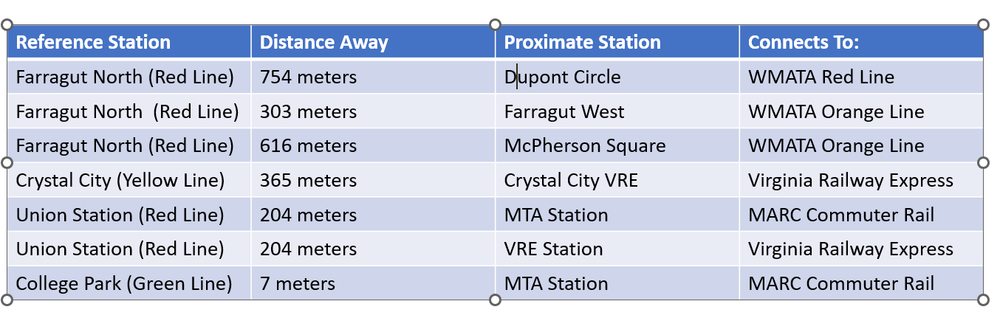 Reference Station Distance Away Proximate Station Connects To:
Farragut North (Red Line) 754 meters Dupont Circle WMATA Red Line
Farragut North  (Red Line) 303 meters Farragut West WMATA Orange Line
Farragut North (Red Line) 616 meters McPherson Square WMATA Orange Line
Crystal City (Yellow Line) 365 meters Crystal City VRE Virginia Railway Express
Union Station (Red Line) 204 meters MTA Station MARC Commuter Rail
Union Station (Red Line) 204 meters VRE Station Virginia Railway Express
College Park (Green Line) 7 meters MTA Station MARC Commuter Rail